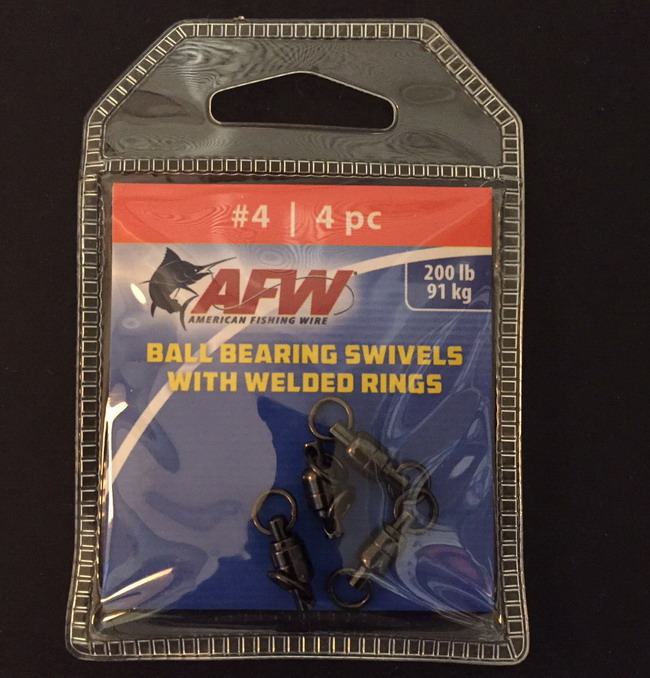 #4 | 4 pc
AFW
AMERICAN FISHING WIRE
200 lb
91 kg
BALL BEARING SWIVELS
WITH WELDED RINGS